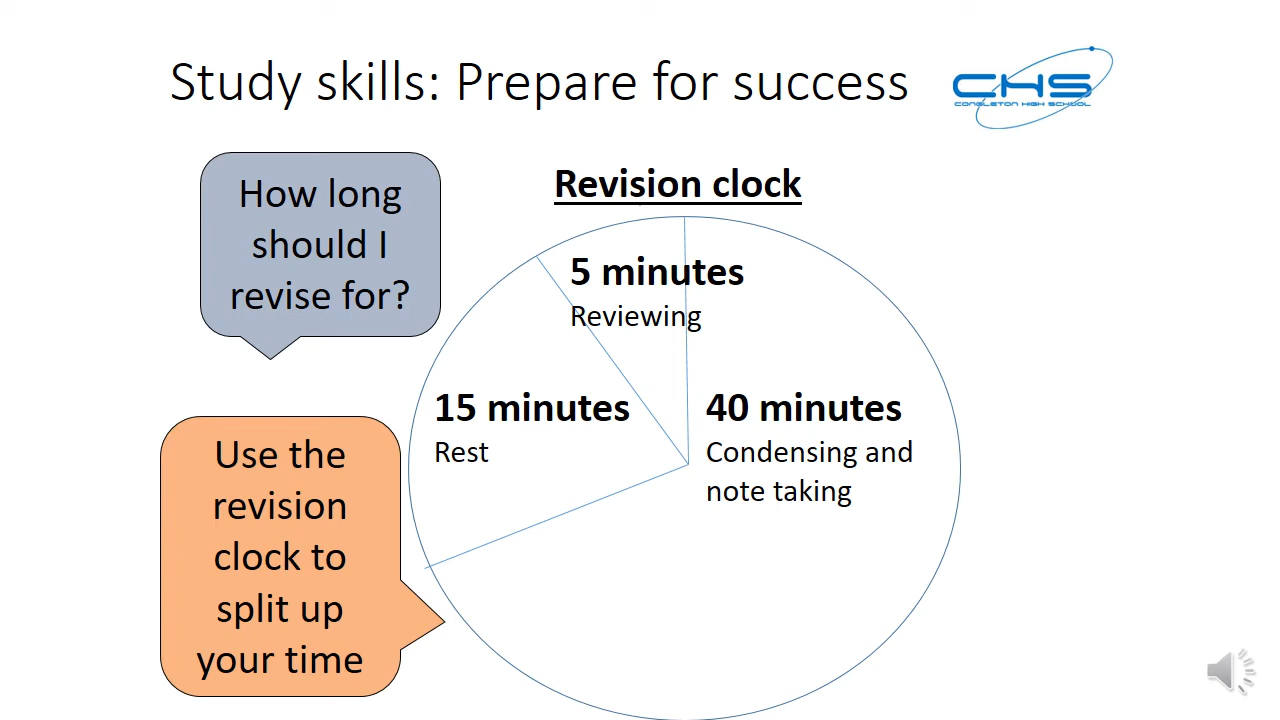 Study skills: Prepare for success
CHS
CONGLETON HIGH SCHOOL
How long
should I
revise for?
Revision clock
5 minutes
Reviewing
15 minutes
Rest
40 minutes
Condensing and
note taking
Use the
revision
clock to
split up
your time